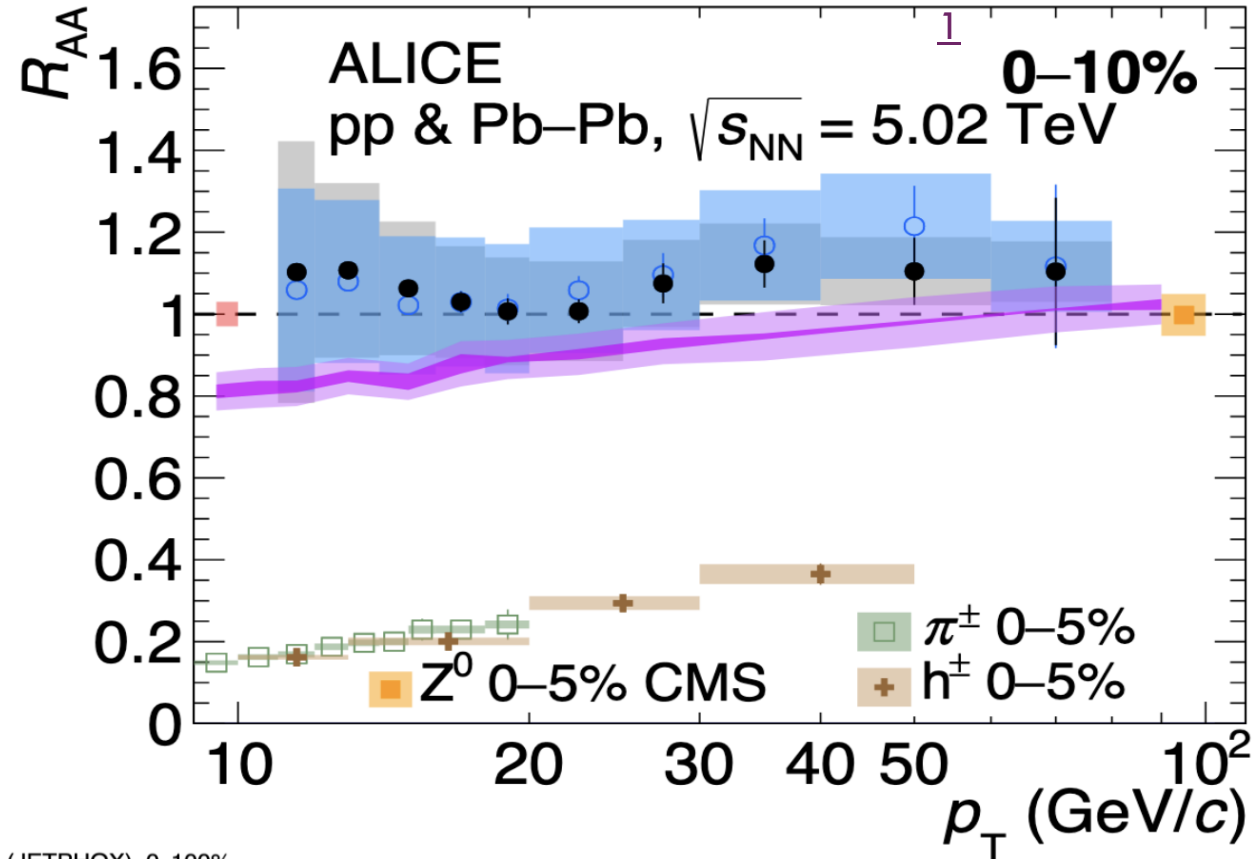 1
R_AA
ALICE
0–10%
pp & Pb–Pb, √s_NN = 5.02 TeV
1.6
1.4
1.2
1
0.8
0.6
0.4
0.2
0
π± 0–5%
Z⁰ 0–5% CMS
h± 0–5%
10 20 30 40 50 10²
p_T (GeV/c)